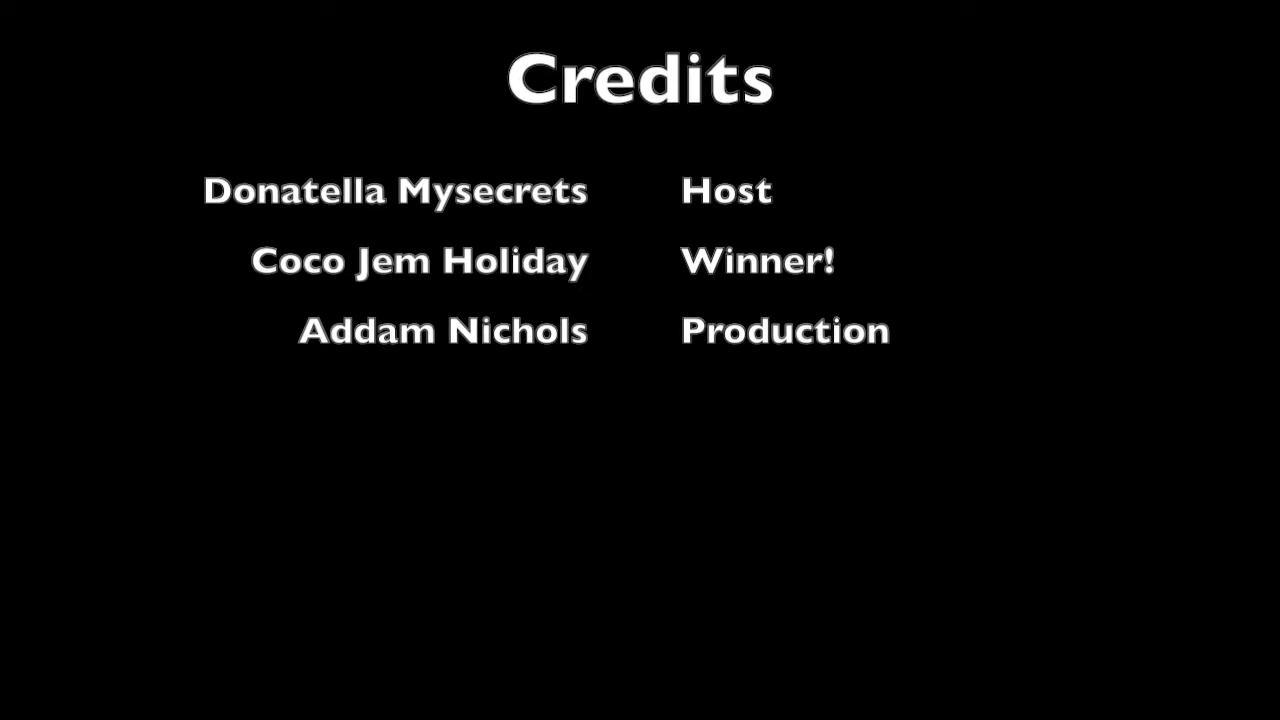 Credits
Donatella Mysecrets Host
Coco Jem Holiday Winner!
Addam Nichols Production